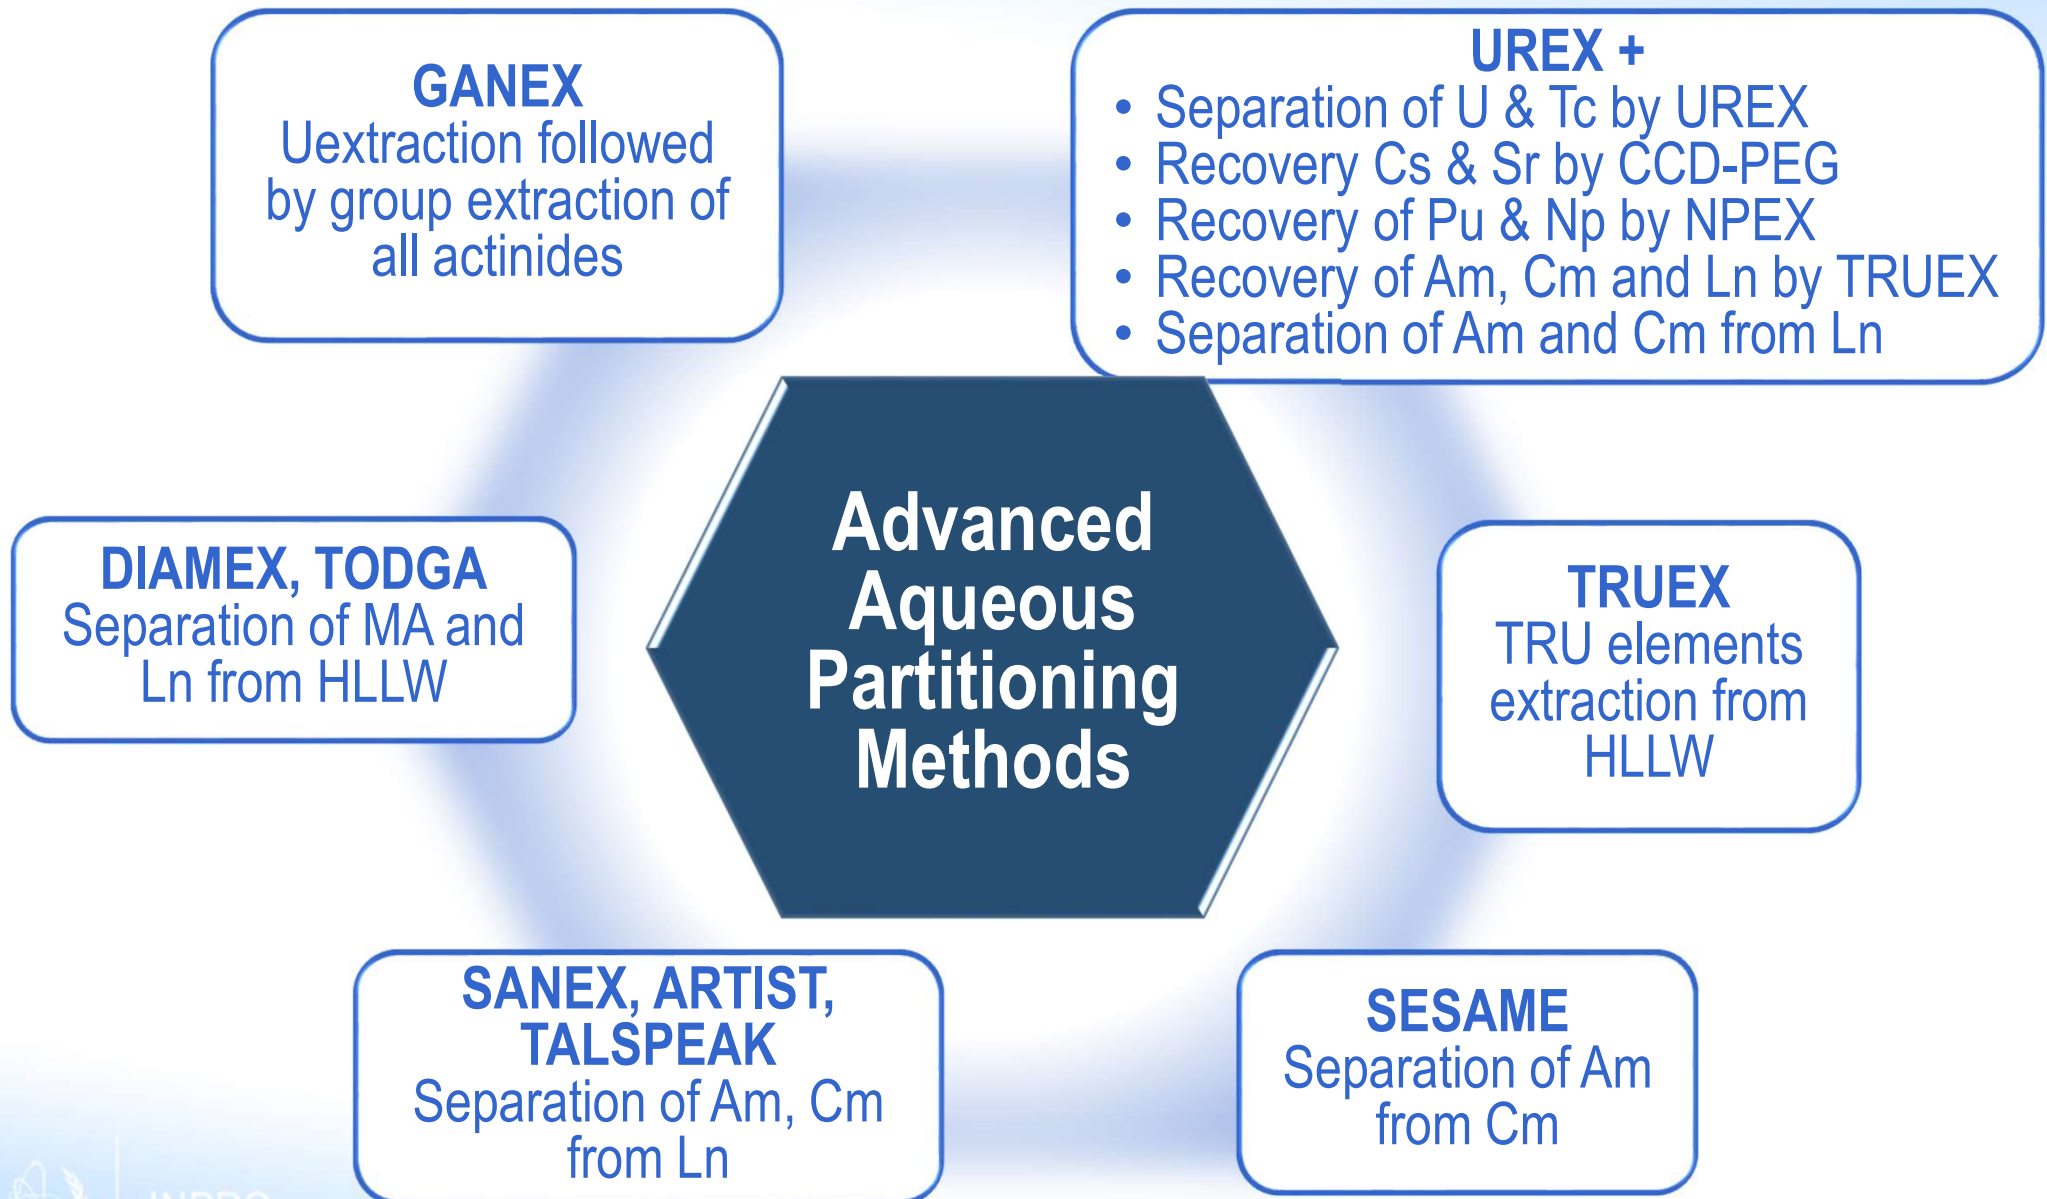 GANEX
Uextraction followed
by group extraction of
all actinides
UREX +
• Separation of U & Tc by UREX
• Recovery Cs & Sr by CCD-PEG
• Recovery of Pu & Np by NPEX
• Recovery of Am, Cm and Ln by TRUEX
• Separation of Am and Cm from Ln
DIAMEX, TODGA
Separation of MA and
Ln from HLLW
Advanced
Aqueous
Partitioning
Methods
TRUEX
TRU elements
extraction from
HLLW
SANEX, ARTIST,
TALSPEAK
Separation of Am, Cm
from Ln
SESAME
Separation of Am
from Cm